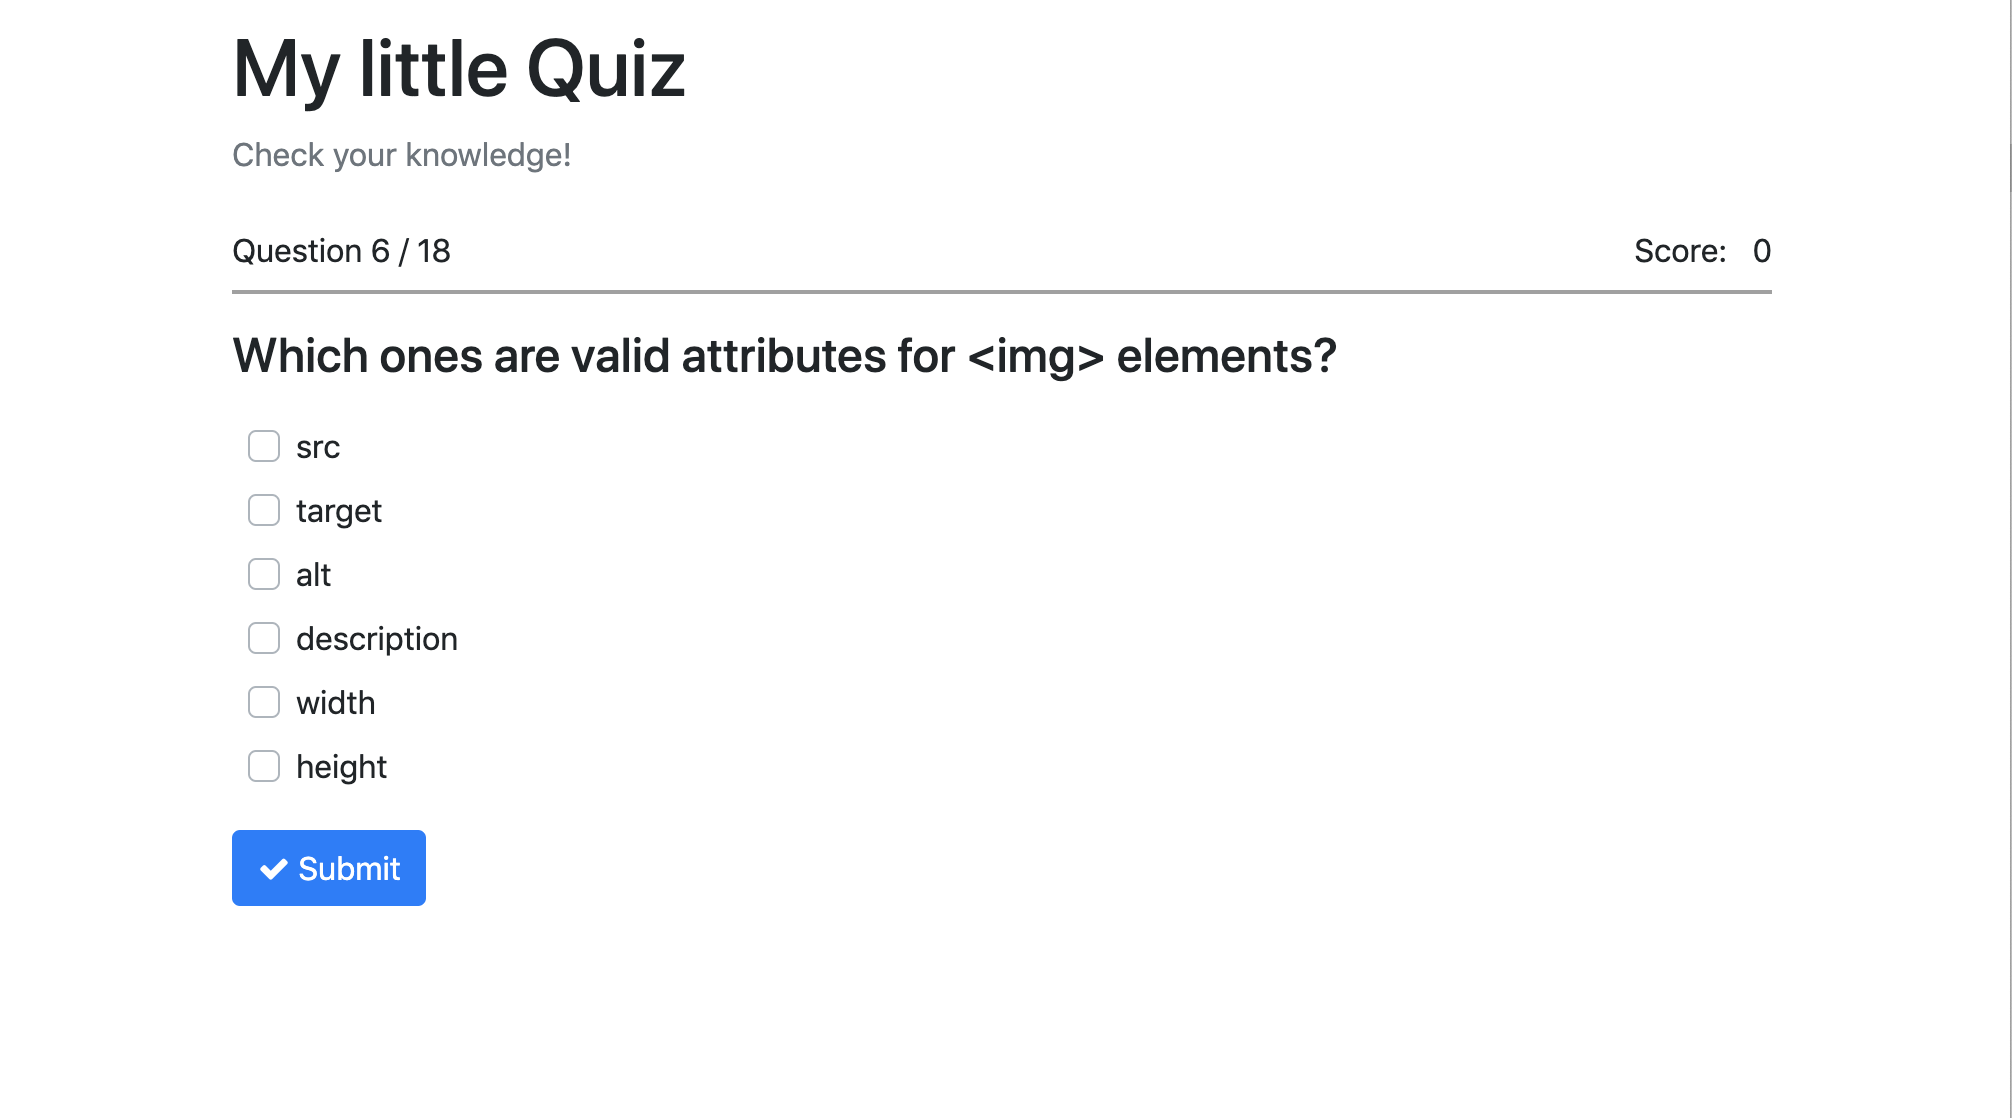 My little Quiz
Check your knowledge!
Question 6 / 18 Score: 0
Which ones are valid attributes for <img> elements?
src
target
alt
description
width
height
Submit